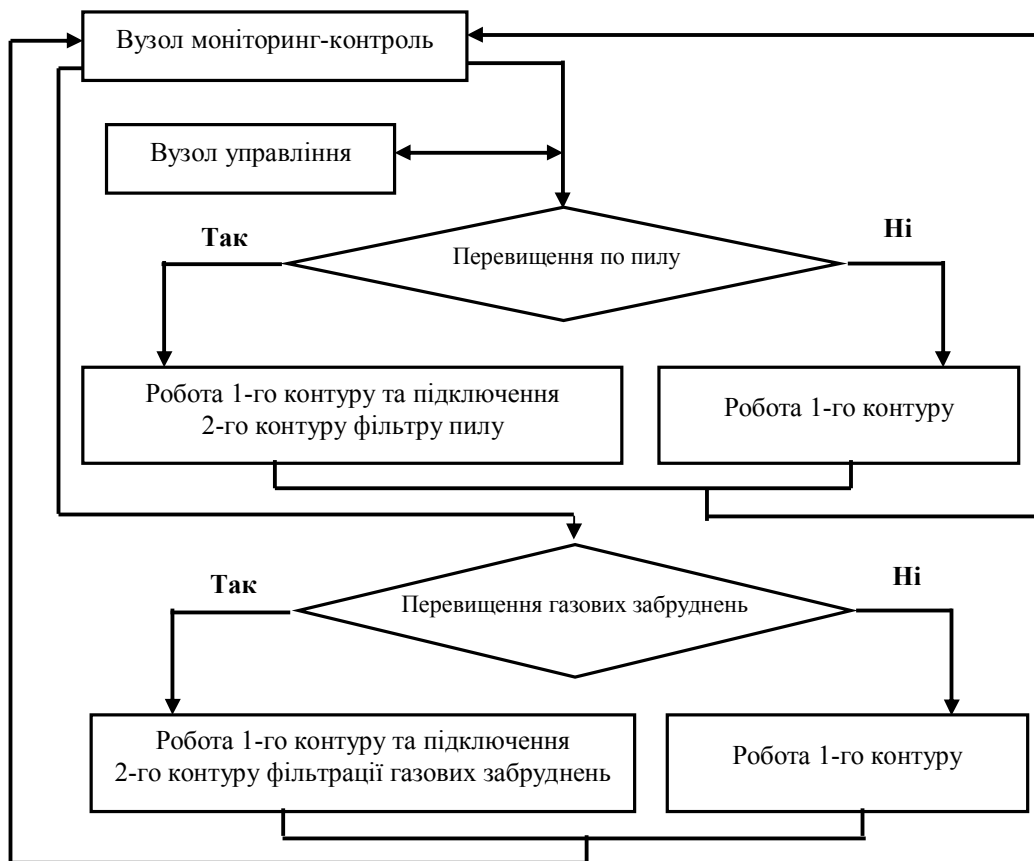 Вузол моніторинг-контроль
Вузол управління
Так
Ні
Перевищення по пилу
Робота 1-го контуру та підключення
2-го контуру фільтру пилу
Робота 1-го контуру
Так
Ні
Перевищення газових забруднень
Робота 1-го контуру та підключення
2-го контуру фільтрації газових забруднень
Робота 1-го контуру